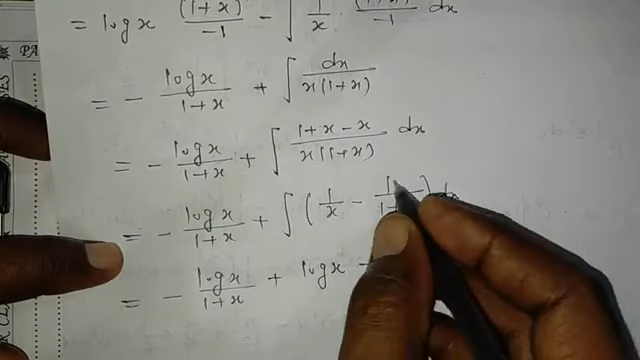 = log x (1+x)/-1 - ∫ 1/x · (1+x)/-1 dx
= - log x/1+x + ∫ dx/x(1+x)
= - log x/1+x + ∫ 1+x-x/x(1+x) dx
= - log x/1+x + ∫ (1/x - 1/1+ ) dx
= - log x/1+x + log x -
PA